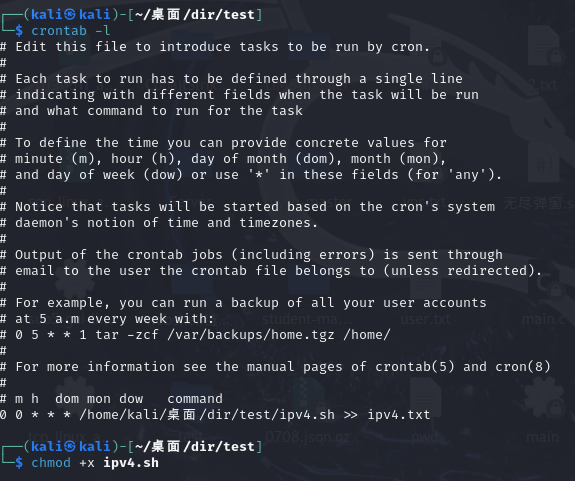 ┌──(kali㉿kali)-[~/桌面/dir/test]
└─$ crontab -l
# Edit this file to introduce tasks to be run by cron.
#
# Each task to run has to be defined through a single line
# indicating with different fields when the task will be run
# and what command to run for the task
#
# To define the time you can provide concrete values for
# minute (m), hour (h), day of month (dom), month (mon),
# and day of week (dow) or use '*' in these fields (for 'any').
#
# Notice that tasks will be started based on the cron's system
# daemon's notion of time and timezones.
#
# Output of the crontab jobs (including errors) is sent through
# email to the user the crontab file belongs to (unless redirected).
#
# For example, you can run a backup of all your user accounts
# at 5 a.m every week with:
# 0 5 * * 1 tar -zcf /var/backups/home.tgz /home/
#
# For more information see the manual pages of crontab(5) and cron(8)
#
# m h  dom mon dow   command
0 0 * * * /home/kali/桌面/dir/test/ipv4.sh >> ipv4.txt
┌──(kali㉿kali)-[~/桌面/dir/test]
└─$ chmod +x ipv4.sh
user.txt
main.c
0708.json.gz
pwd
main